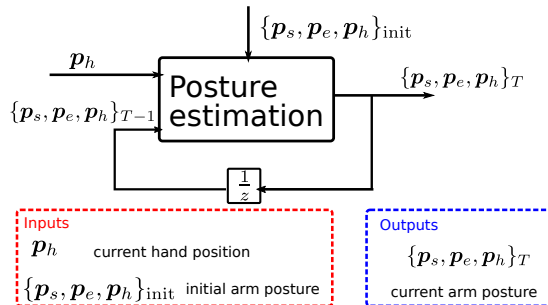 {p_s, p_e, p_h}_init
p_h
{p_s, p_e, p_h}_T
Posture
estimation
{p_s, p_e, p_h}_{T−1}
1/z
Inputs
p_h current hand position
{p_s, p_e, p_h}_init initial arm posture
Outputs
{p_s, p_e, p_h}_T
current arm posture